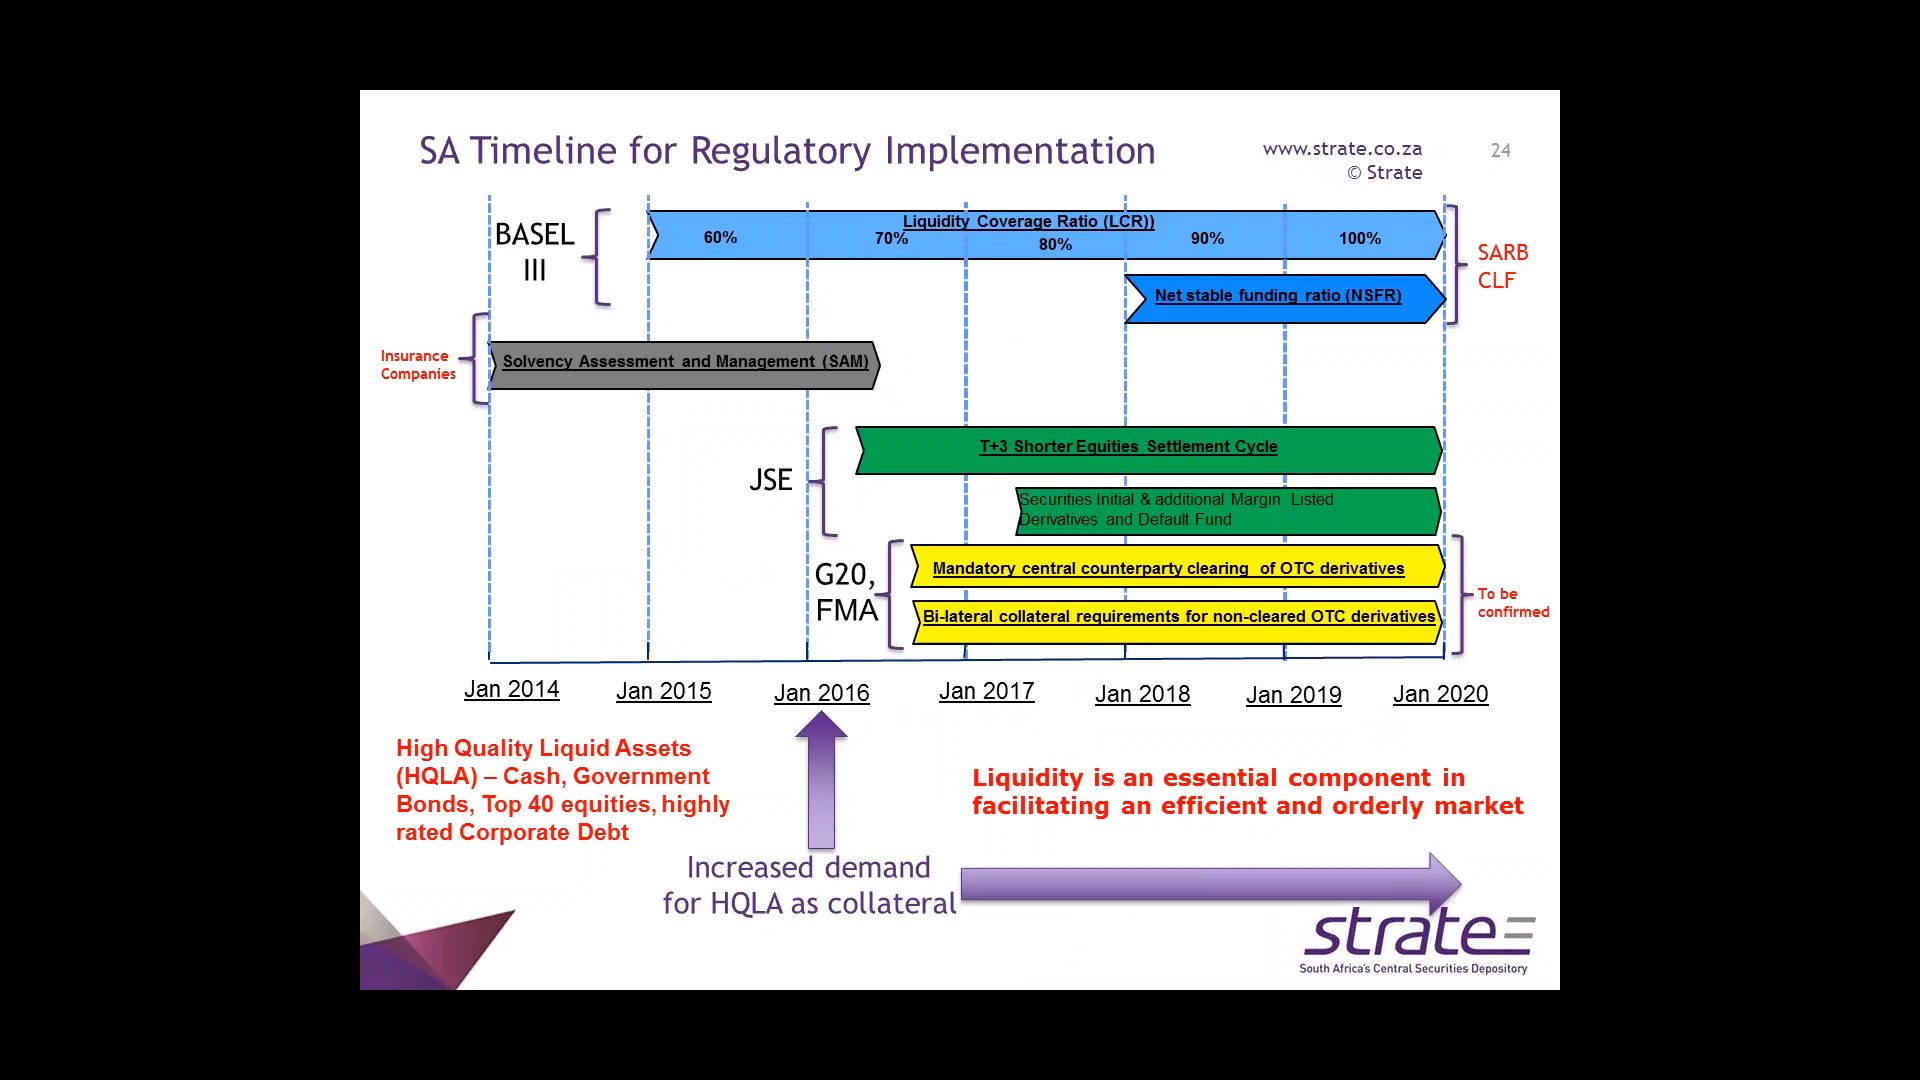 SA Timeline for Regulatory Implementation
www.strate.co.za
© Strate
24
BASEL
III
Liquidity Coverage Ratio (LCR))
60% 70% 80% 90% 100%
Net stable funding ratio (NSFR)
SARB
CLF
Insurance
Companies
Solvency Assessment and Management (SAM)
JSE
T+3 Shorter Equities Settlement Cycle
Securities Initial & additional Margin Listed
Derivatives and Default Fund
G20,
FMA
Mandatory central counterparty clearing of OTC derivatives
Bi-lateral collateral requirements for non-cleared OTC derivatives
To be
confirmed
Jan 2014 Jan 2015 Jan 2016 Jan 2017 Jan 2018 Jan 2019 Jan 2020
High Quality Liquid Assets
(HQLA) – Cash, Government
Bonds, Top 40 equities, highly
rated Corporate Debt
Liquidity is an essential component in
facilitating an efficient and orderly market
Increased demand
for HQLA as collateral
strate
South Africa's Central Securities Depository